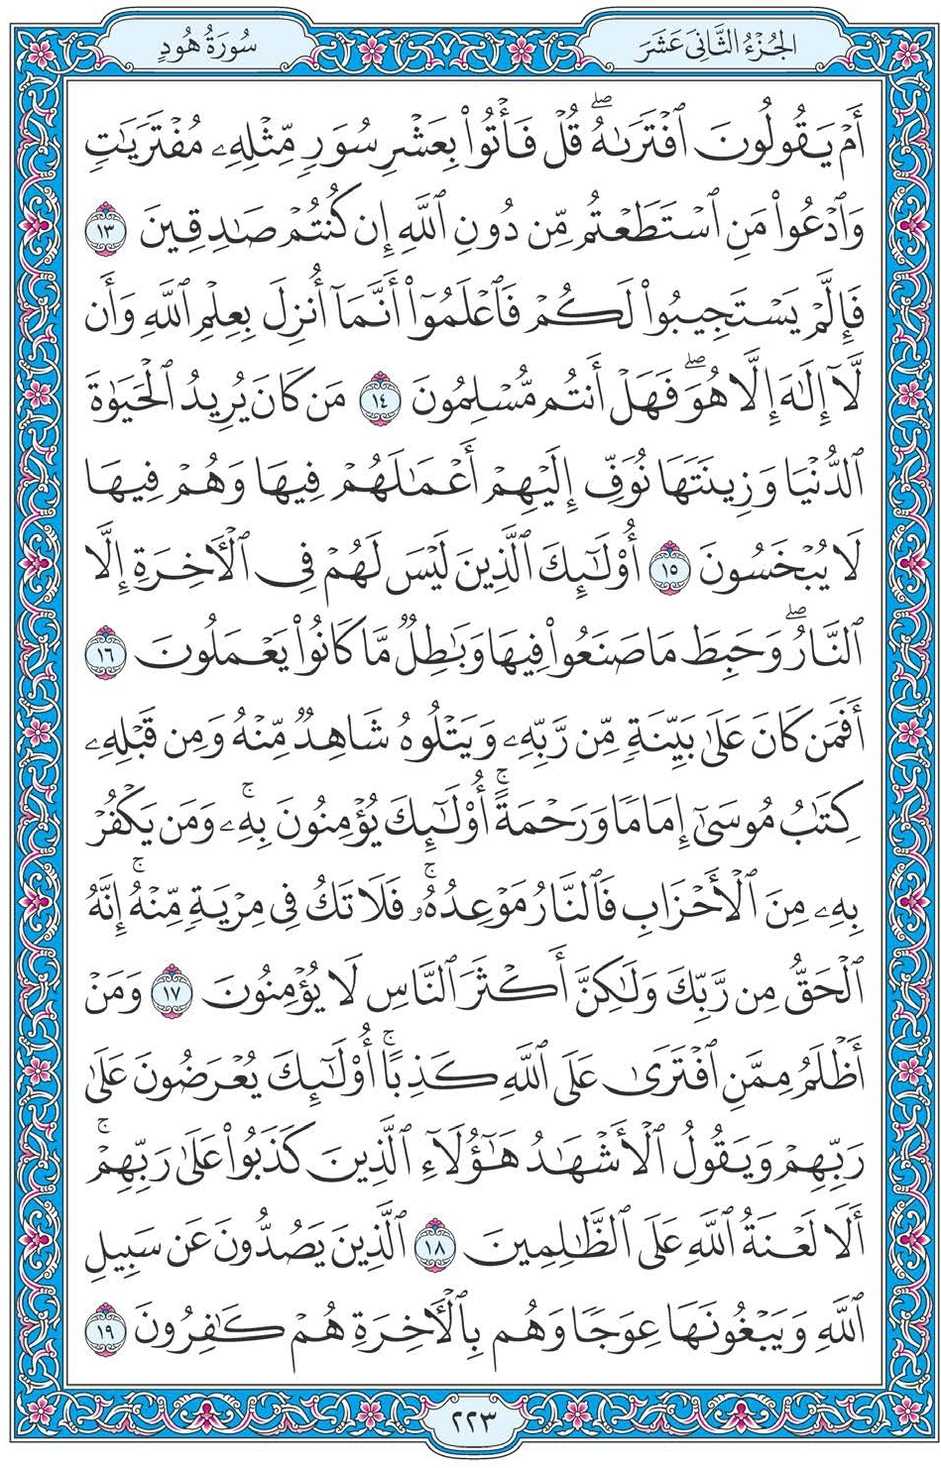 الجُزْءُ الثَّانِي عَشَرَ
سُورَةُ هُودٍ
أَمۡ يَقُولُونَ ٱفۡتَرَىٰهُۖ قُلۡ فَأۡتُواْ بِعَشۡرِ سُوَرٖ مِّثۡلِهِۦ مُفۡتَرَيَٰتٖ
وَٱدۡعُواْ مَنِ ٱسۡتَطَعۡتُم مِّن دُونِ ٱللَّهِ إِن كُنتُمۡ صَٰدِقِينَ ١٣
فَإِلَّمۡ يَسۡتَجِيبُواْ لَكُمۡ فَٱعۡلَمُوٓاْ أَنَّمَآ أُنزِلَ بِعِلۡمِ ٱللَّهِ وَأَن
لَّآ إِلَٰهَ إِلَّا هُوَۖ فَهَلۡ أَنتُم مُّسۡلِمُونَ ١٤ مَن كَانَ يُرِيدُ ٱلۡحَيَوٰةَ
ٱلدُّنۡيَا وَزِينَتَهَا نُوَفِّ إِلَيۡهِمۡ أَعۡمَٰلَهُمۡ فِيهَا وَهُمۡ فِيهَا
لَا يُبۡخَسُونَ ١٥ أُوْلَٰٓئِكَ ٱلَّذِينَ لَيۡسَ لَهُمۡ فِي ٱلۡأٓخِرَةِ إِلَّا
ٱلنَّارُۖ وَحَبِطَ مَا صَنَعُواْ فِيهَا وَبَٰطِلٞ مَّا كَانُواْ يَعۡمَلُونَ ١٦
أَفَمَن كَانَ عَلَىٰ بَيِّنَةٖ مِّن رَّبِّهِۦ وَيَتۡلُوهُ شَاهِدٞ مِّنۡهُ وَمِن قَبۡلِهِۦ
كِتَٰبُ مُوسَىٰٓ إِمَامٗا وَرَحۡمَةًۚ أُوْلَٰٓئِكَ يُؤۡمِنُونَ بِهِۦۚ وَمَن يَكۡفُرۡ
بِهِۦ مِنَ ٱلۡأَحۡزَابِ فَٱلنَّارُ مَوۡعِدُهُۥۚ فَلَا تَكُ فِي مِرۡيَةٖ مِّنۡهُۚ إِنَّهُ
ٱلۡحَقُّ مِن رَّبِّكَ وَلَٰكِنَّ أَكۡثَرَ ٱلنَّاسِ لَا يُؤۡمِنُونَ ١٧ وَمَنۡ
أَظۡلَمُ مِمَّنِ ٱفۡتَرَىٰ عَلَى ٱللَّهِ كَذِبًاۚ أُوْلَٰٓئِكَ يُعۡرَضُونَ عَلَىٰ
رَبِّهِمۡ وَيَقُولُ ٱلۡأَشۡهَٰدُ هَٰٓؤُلَآءِ ٱلَّذِينَ كَذَبُواْ عَلَىٰ رَبِّهِمۡۚ
أَلَا لَعۡنَةُ ٱللَّهِ عَلَى ٱلظَّٰلِمِينَ ١٨ ٱلَّذِينَ يَصُدُّونَ عَن سَبِيلِ
ٱللَّهِ وَيَبۡغُونَهَا عِوَجٗا وَهُم بِٱلۡأٓخِرَةِ هُمۡ كَٰفِرُونَ ١٩
٢٢٣